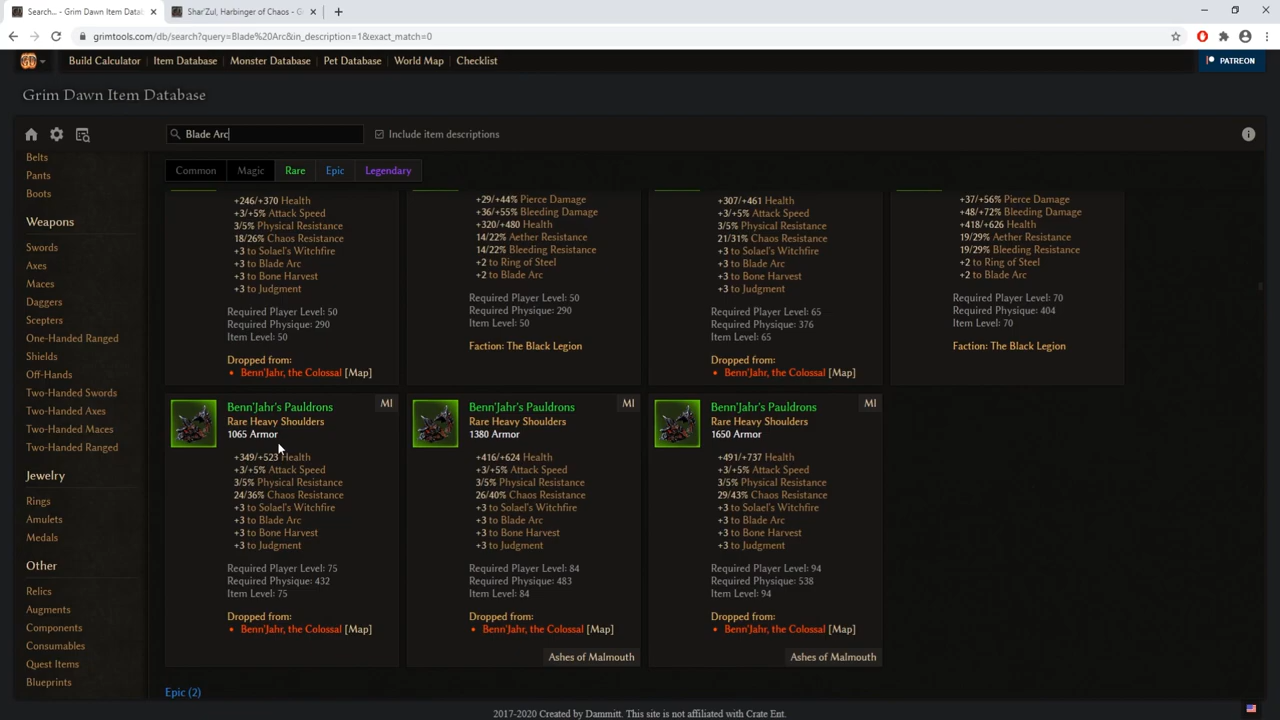 Search... - Grim Dawn Item Database
Shar'Zul, Harbinger of Chaos - G
grimtools.com/db/search?query=Blade%20Arc&in_description=1&exact_match=0
Build Calculator Item Database Monster Database Pet Database World Map Checklist PATREON
Grim Dawn Item Database
Blade Arc
Include item descriptions
Common Magic Rare Epic Legendary
Belts
Pants
Boots
Weapons
Swords
Axes
Maces
Daggers
Scepters
One-Handed Ranged
Shields
Off-Hands
Two-Handed Swords
Two-Handed Axes
Two-Handed Maces
Two-Handed Ranged
Jewelry
Rings
Amulets
Medals
Other
Relics
Augments
Components
Consumables
Quest Items
Blueprints
+246/+370 Health
+3/+5% Attack Speed
3/5% Physical Resistance
18/26% Chaos Resistance
+3 to Solael's Witchfire
+3 to Blade Arc
+3 to Bone Harvest
+3 to Judgment
Required Player Level: 50
Required Physique: 290
Item Level: 50
Dropped from:
• Benn'Jahr, the Colossal [Map]
+29/+44% Pierce Damage
+36/+55% Bleeding Damage
+320/+480 Health
14/22% Aether Resistance
14/22% Bleeding Resistance
+2 to Ring of Steel
+2 to Blade Arc
Required Player Level: 50
Required Physique: 290
Item Level: 50
Faction: The Black Legion
+307/+461 Health
+3/+5% Attack Speed
3/5% Physical Resistance
21/31% Chaos Resistance
+3 to Solael's Witchfire
+3 to Blade Arc
+3 to Bone Harvest
+3 to Judgment
Required Player Level: 65
Required Physique: 376
Item Level: 65
Dropped from:
• Benn'Jahr, the Colossal [Map]
+37/+56% Pierce Damage
+48/+72% Bleeding Damage
+418/+626 Health
19/29% Aether Resistance
19/29% Bleeding Resistance
+2 to Ring of Steel
+2 to Blade Arc
Required Player Level: 70
Required Physique: 404
Item Level: 70
Faction: The Black Legion
Benn'Jahr's Pauldrons MI
Rare Heavy Shoulders
1065 Armor
+349/+523 Health
+3/+5% Attack Speed
3/5% Physical Resistance
24/36% Chaos Resistance
+3 to Solael's Witchfire
+3 to Blade Arc
+3 to Bone Harvest
+3 to Judgment
Required Player Level: 75
Required Physique: 432
Item Level: 75
Dropped from:
• Benn'Jahr, the Colossal [Map]
Benn'Jahr's Pauldrons MI
Rare Heavy Shoulders
1380 Armor
+416/+624 Health
+3/+5% Attack Speed
3/5% Physical Resistance
26/40% Chaos Resistance
+3 to Solael's Witchfire
+3 to Blade Arc
+3 to Bone Harvest
+3 to Judgment
Required Player Level: 84
Required Physique: 483
Item Level: 84
Dropped from:
• Benn'Jahr, the Colossal [Map]
Ashes of Malmouth
Benn'Jahr's Pauldrons MI
Rare Heavy Shoulders
1650 Armor
+491/+737 Health
+3/+5% Attack Speed
3/5% Physical Resistance
29/43% Chaos Resistance
+3 to Solael's Witchfire
+3 to Blade Arc
+3 to Bone Harvest
+3 to Judgment
Required Player Level: 94
Required Physique: 538
Item Level: 94
Dropped from:
• Benn'Jahr, the Colossal [Map]
Ashes of Malmouth
Epic (2)
2017-2020 Created by Dammitt. This site is not affiliated with Crate Ent.